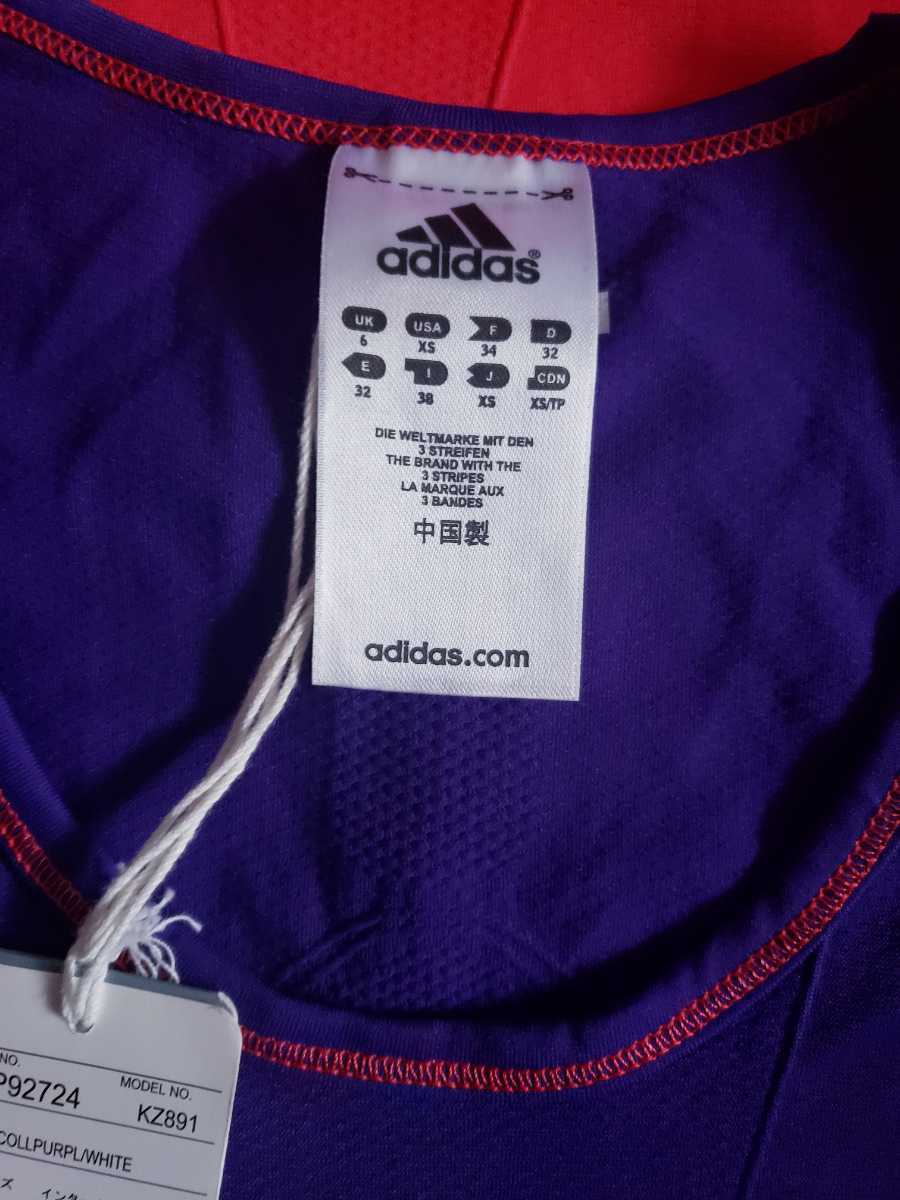 adidas®
UK USA F D
6 XS 34 32
E I J CDN
32 38 XS XS/TP
DIE WELTMARKE MIT DEN
3 STREIFEN
THE BRAND WITH THE
3 STRIPES
LA MARQUE AUX
3 BANDES
中国製
adidas.com
NO.
P92724
MODEL NO.
KZ891
COLLPURPL/WHITE
ズ